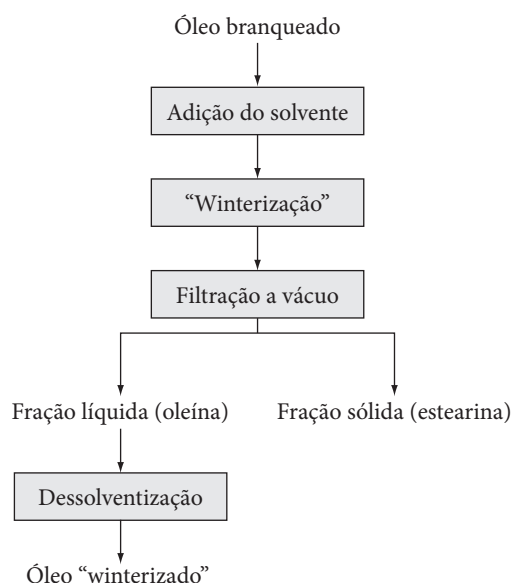 Óleo branqueado
Adição do solvente
“Winterização”
Filtração a vácuo
Fração líquida (oleína)
Fração sólida (estearina)
Dessolventização
Óleo “winterizado”